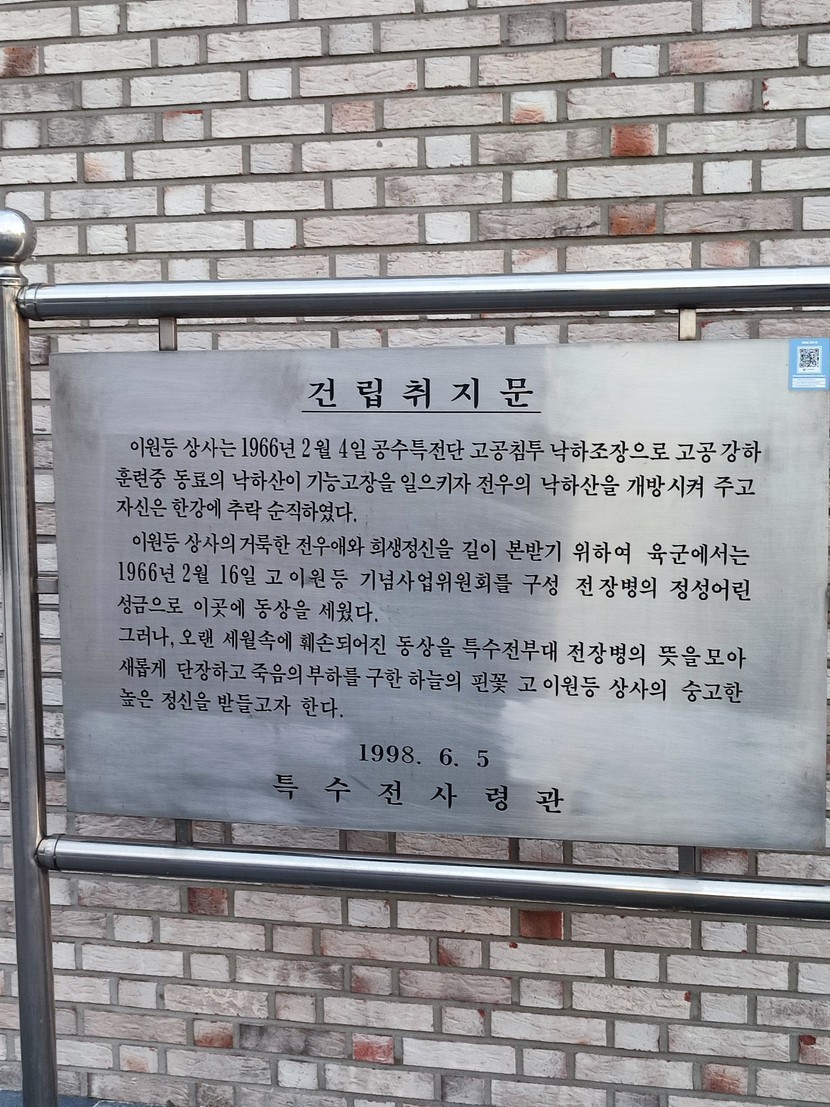 건립취지문
이원등 상사는 1966년 2월 4일 공수특전단 고공침투 낙하조장으로 고공 강하
훈련중 동료의 낙하산이 기능고장을 일으키자 전우의 낙하산을 개방시켜 주고
자신은 한강에 추락 순직하였다.
이원등 상사의 거룩한 전우애와 희생정신을 길이 본받기 위하여 육군에서는
1966년 2월 16일 고 이원등 기념사업위원회를 구성 전장병의 정성어린
성금으로 이곳에 동상을 세웠다.
그러나, 오랜 세월속에 훼손되어진 동상을 특수전부대 전장병의 뜻을 모아
새롭게 단장하고 죽음의 부하를 구한 하늘의 핀꽃 고 이원등 상사의 숭고한
높은 정신을 받들고자 한다.
1998. 6. 5
특수전사령관